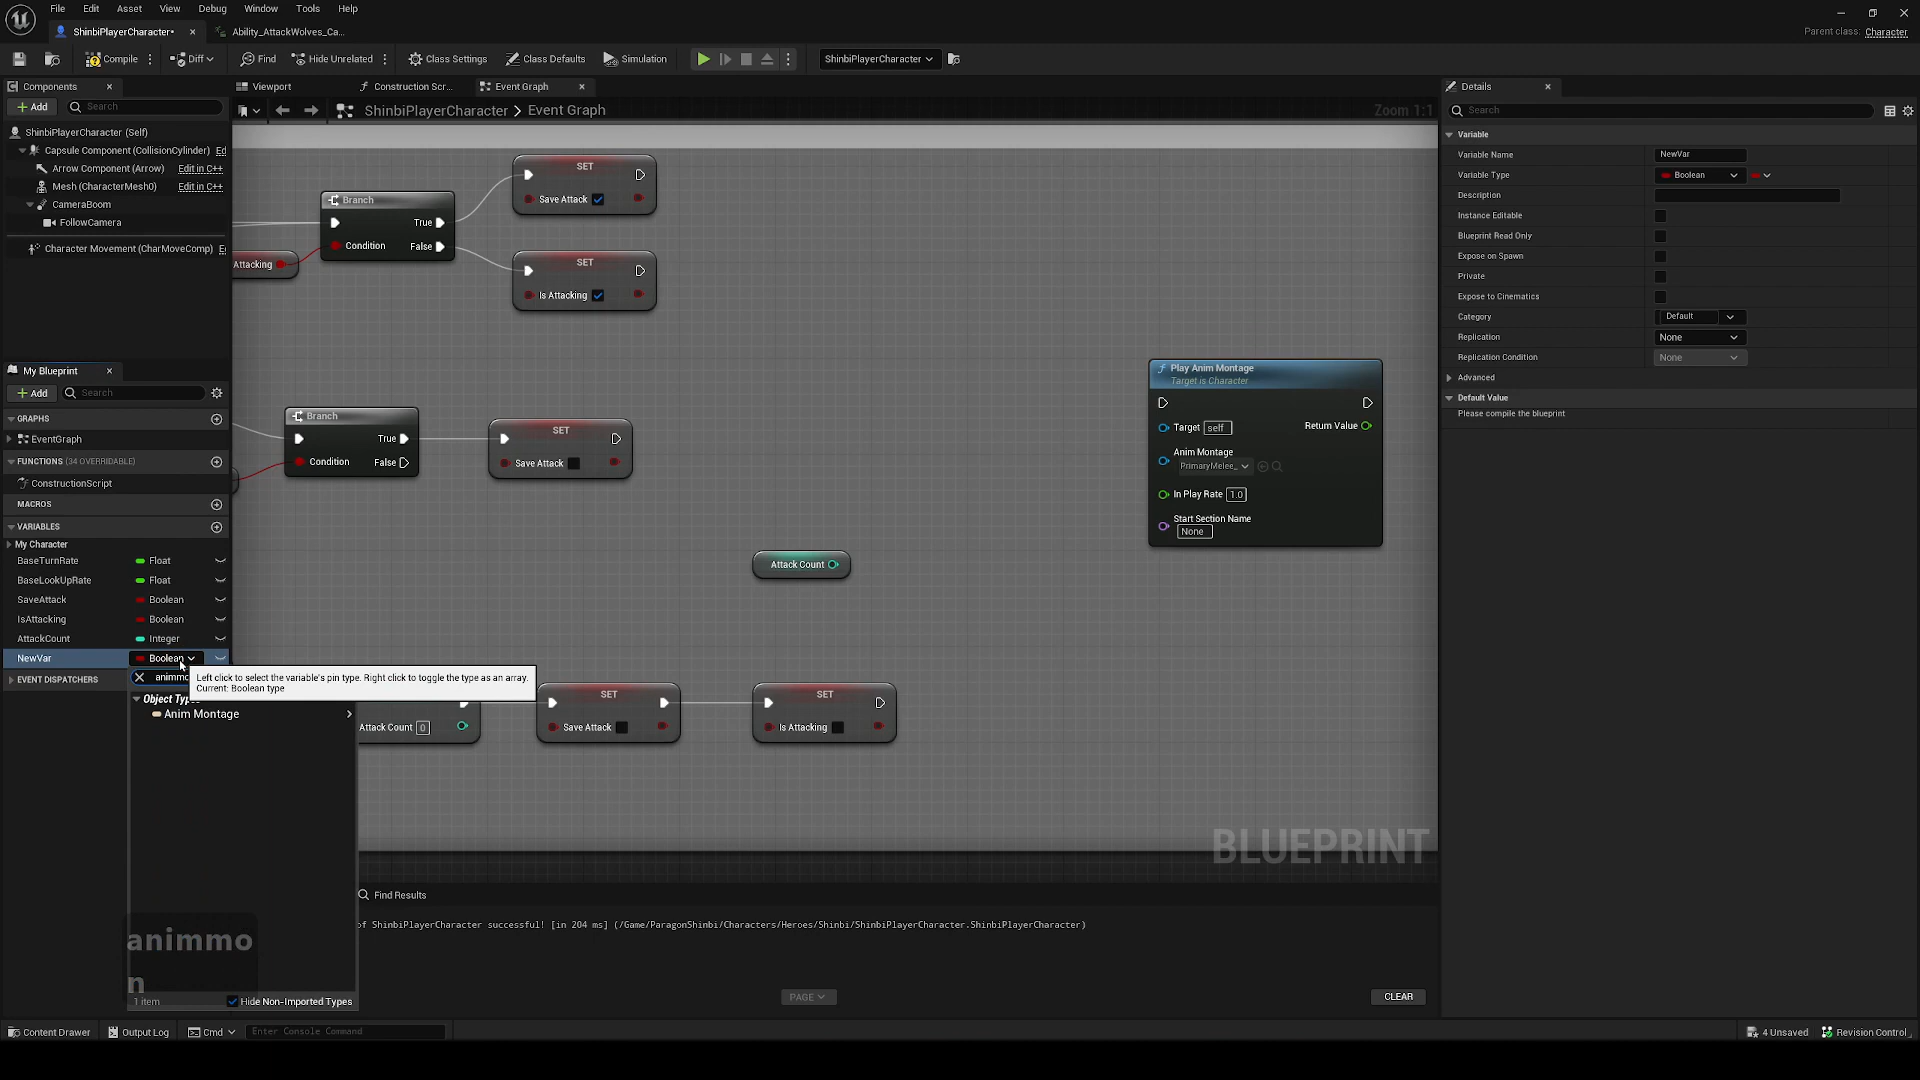 File Edit Asset View Debug Window Tools Help
ShinbiPlayerCharacter• Ability_AttackWolves_Ca...
Parent class: Character
Compile Diff Find Hide Unrelated Class Settings Class Defaults Simulation ShinbiPlayerCharacter
Components
Add Search
ShinbiPlayerCharacter (Self)
Capsule Component (CollisionCylinder) Ed
Arrow Component (Arrow) Edit in C++
Mesh (CharacterMesh0) Edit in C++
CameraBoom
FollowCamera
Character Movement (CharMoveComp) E
My Blueprint
Add Search
GRAPHS
EventGraph
FUNCTIONS (34 OVERRIDABLE)
ConstructionScript
MACROS
VARIABLES
My Character
BaseTurnRate Float
BaseLookUpRate Float
SaveAttack Boolean
IsAttacking Boolean
AttackCount Integer
NewVar Boolean
EVENT DISPATCHERS
animmo
Left click to select the variable's pin type. Right click to toggle the type as an array.
Current: Boolean type
Object Typ
Anim Montage
animmo
n
1 item Hide Non-Imported Types
Viewport Construction Scr... Event Graph
ShinbiPlayerCharacter > Event Graph Zoom 1:1
SET
Save Attack
Branch
True
Condition False
Attacking
SET
Is Attacking
Branch
True
Condition False
SET
Save Attack
Play Anim Montage
Target is Character
Target self Return Value
Anim Montage
PrimaryMelee_
In Play Rate 1.0
Start Section Name
None
Attack Count
Attack Count 0
SET
Save Attack
SET
Is Attacking
BLUEPRINT
Find Results
of ShinbiPlayerCharacter successful! [in 204 ms] (/Game/ParagonShinbi/Characters/Heroes/Shinbi/ShinbiPlayerCharacter.ShinbiPlayerCharacter)
PAGE CLEAR
Details
Search
Variable
Variable Name NewVar
Variable Type Boolean
Description
Instance Editable
Blueprint Read Only
Expose on Spawn
Private
Expose to Cinematics
Category Default
Replication None
Replication Condition None
Advanced
Default Value
Please compile the blueprint
Content Drawer Output Log Cmd Enter Console Command 4 Unsaved Revision Control